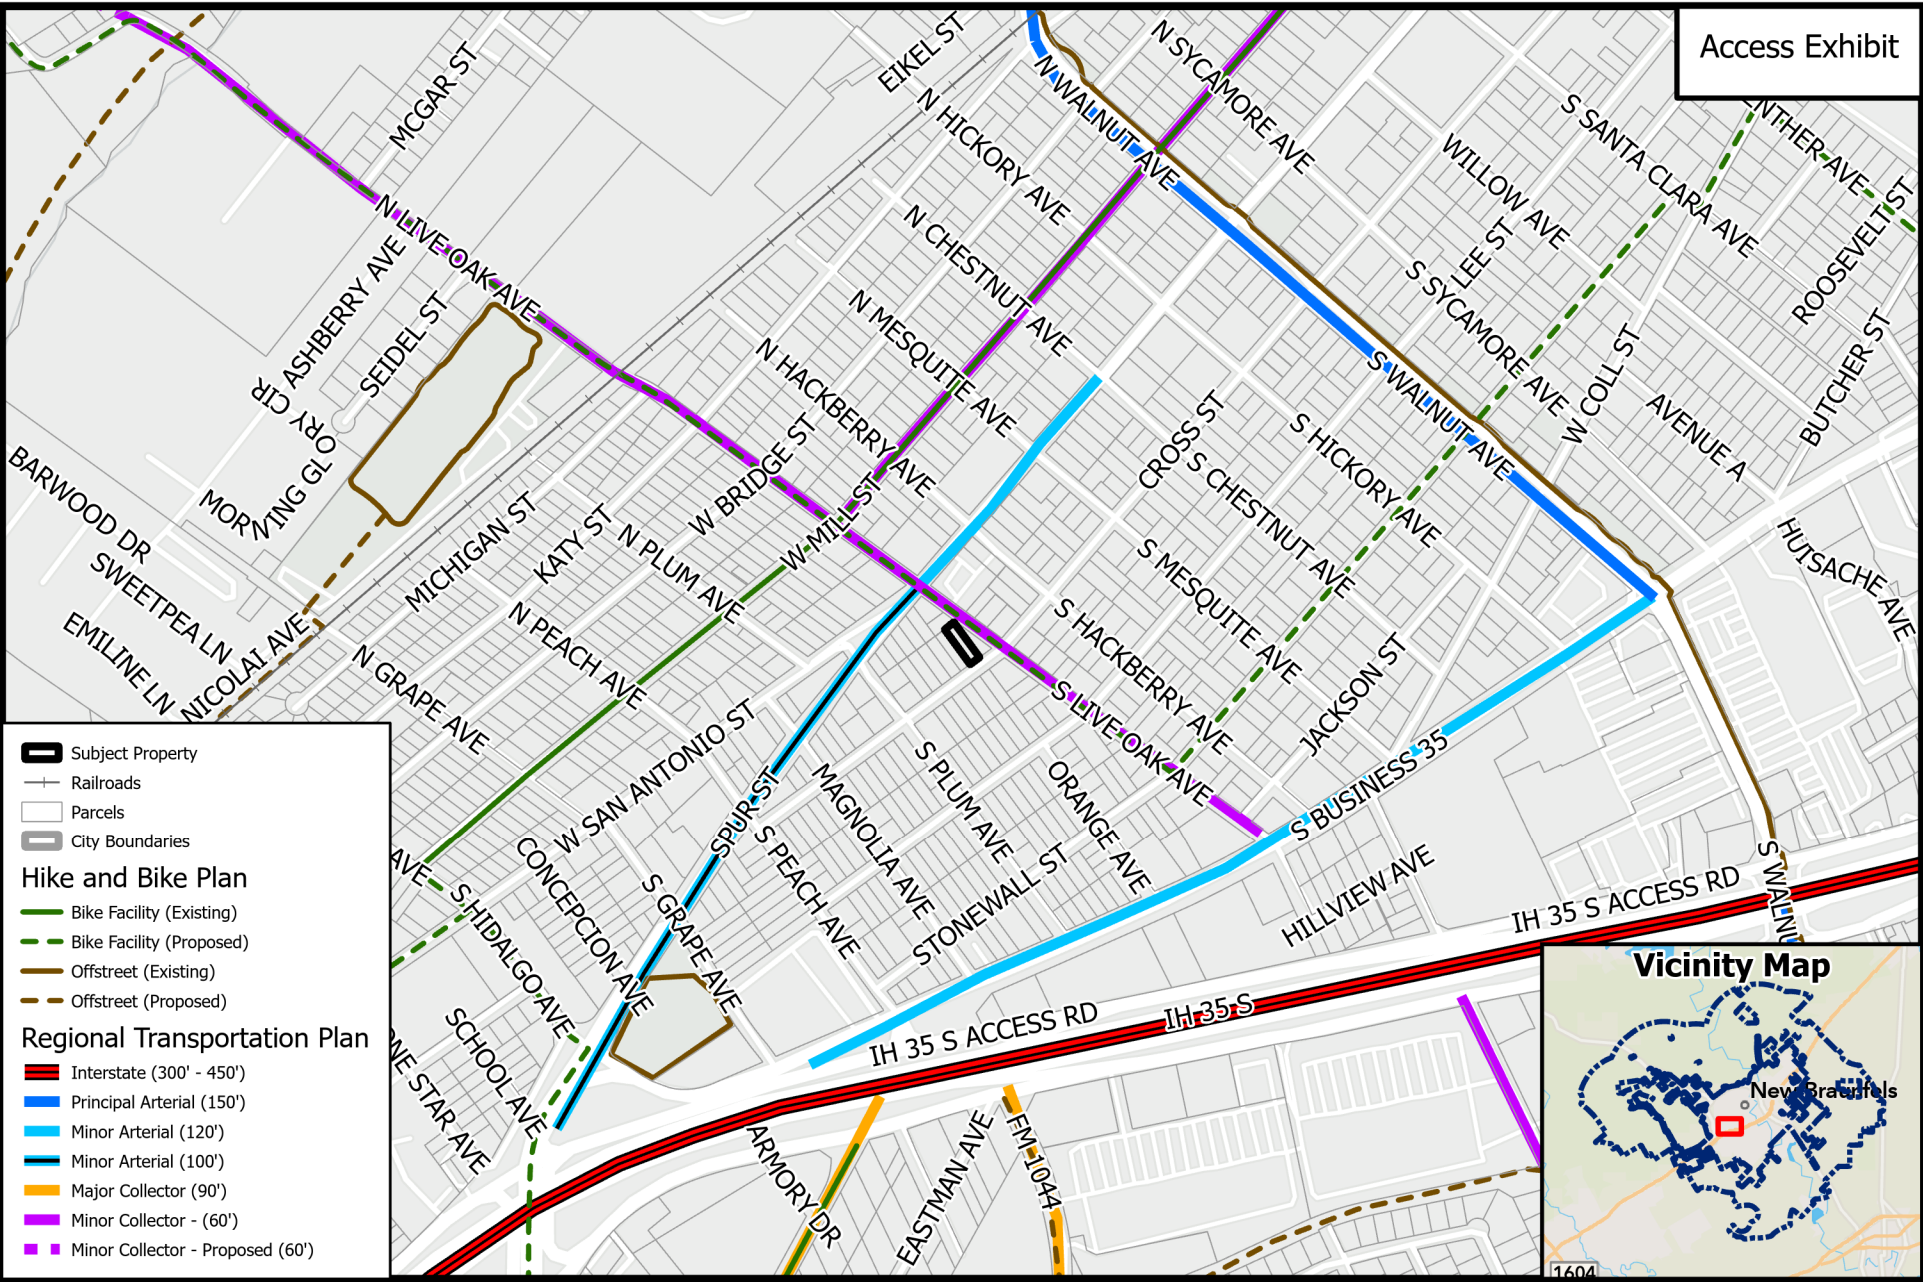 Access Exhibit
MCGAR ST
EIKEL ST
N HICKORY AVE
N WALNUT AVE
N SYCAMORE AVE
S SANTA CLARA AVE
WILLOW AVE
ROOSEVELT ST
LEE ST
S SYCAMORE AVE
BUTCHER ST
W COLL ST
AVENUE A
N LIVE OAK AVE
ASHBERRY AVE
SEIDEL ST
MORNING GLORY CIR
N CHESTNUT AVE
N MESQUITE AVE
N HACKBERRY AVE
S WALNUT AVE
S HICKORY AVE
CROSS ST
S CHESTNUT AVE
HUISACHE AVE
BARWOOD DR
SWEETPEA LN
EMILINE LN
NICOLAI AVE
MICHIGAN ST
KATY ST
W BRIDGE ST
W MILL ST
N PLUM AVE
N PEACH AVE
N GRAPE AVE
S MESQUITE AVE
S HACKBERRY AVE
JACKSON ST
S LIVE OAK AVE
S BUSINESS 35
W SAN ANTONIO ST
SPUR ST
MAGNOLIA AVE
S PLUM AVE
ORANGE AVE
S PEACH AVE
STONEWALL ST
HILLVIEW AVE
CONCEPCION AVE
S GRAPE AVE
AVE
S HIDALGO AVE
SCHOOL AVE
IH 35 S ACCESS RD
IH 35 S
IH 35 S ACCESS RD
ARMORY DR
EASTMAN AVE
FM 1044
Subject Property
Railroads
Parcels
City Boundaries
Hike and Bike Plan
Bike Facility (Existing)
Bike Facility (Proposed)
Offstreet (Existing)
Offstreet (Proposed)
Regional Transportation Plan
Interstate (300' - 450')
Principal Arterial (150')
Minor Arterial (120')
Minor Arterial (100')
Major Collector (90')
Minor Collector - (60')
Minor Collector - Proposed (60')
Vicinity Map
New Braunfels
1604